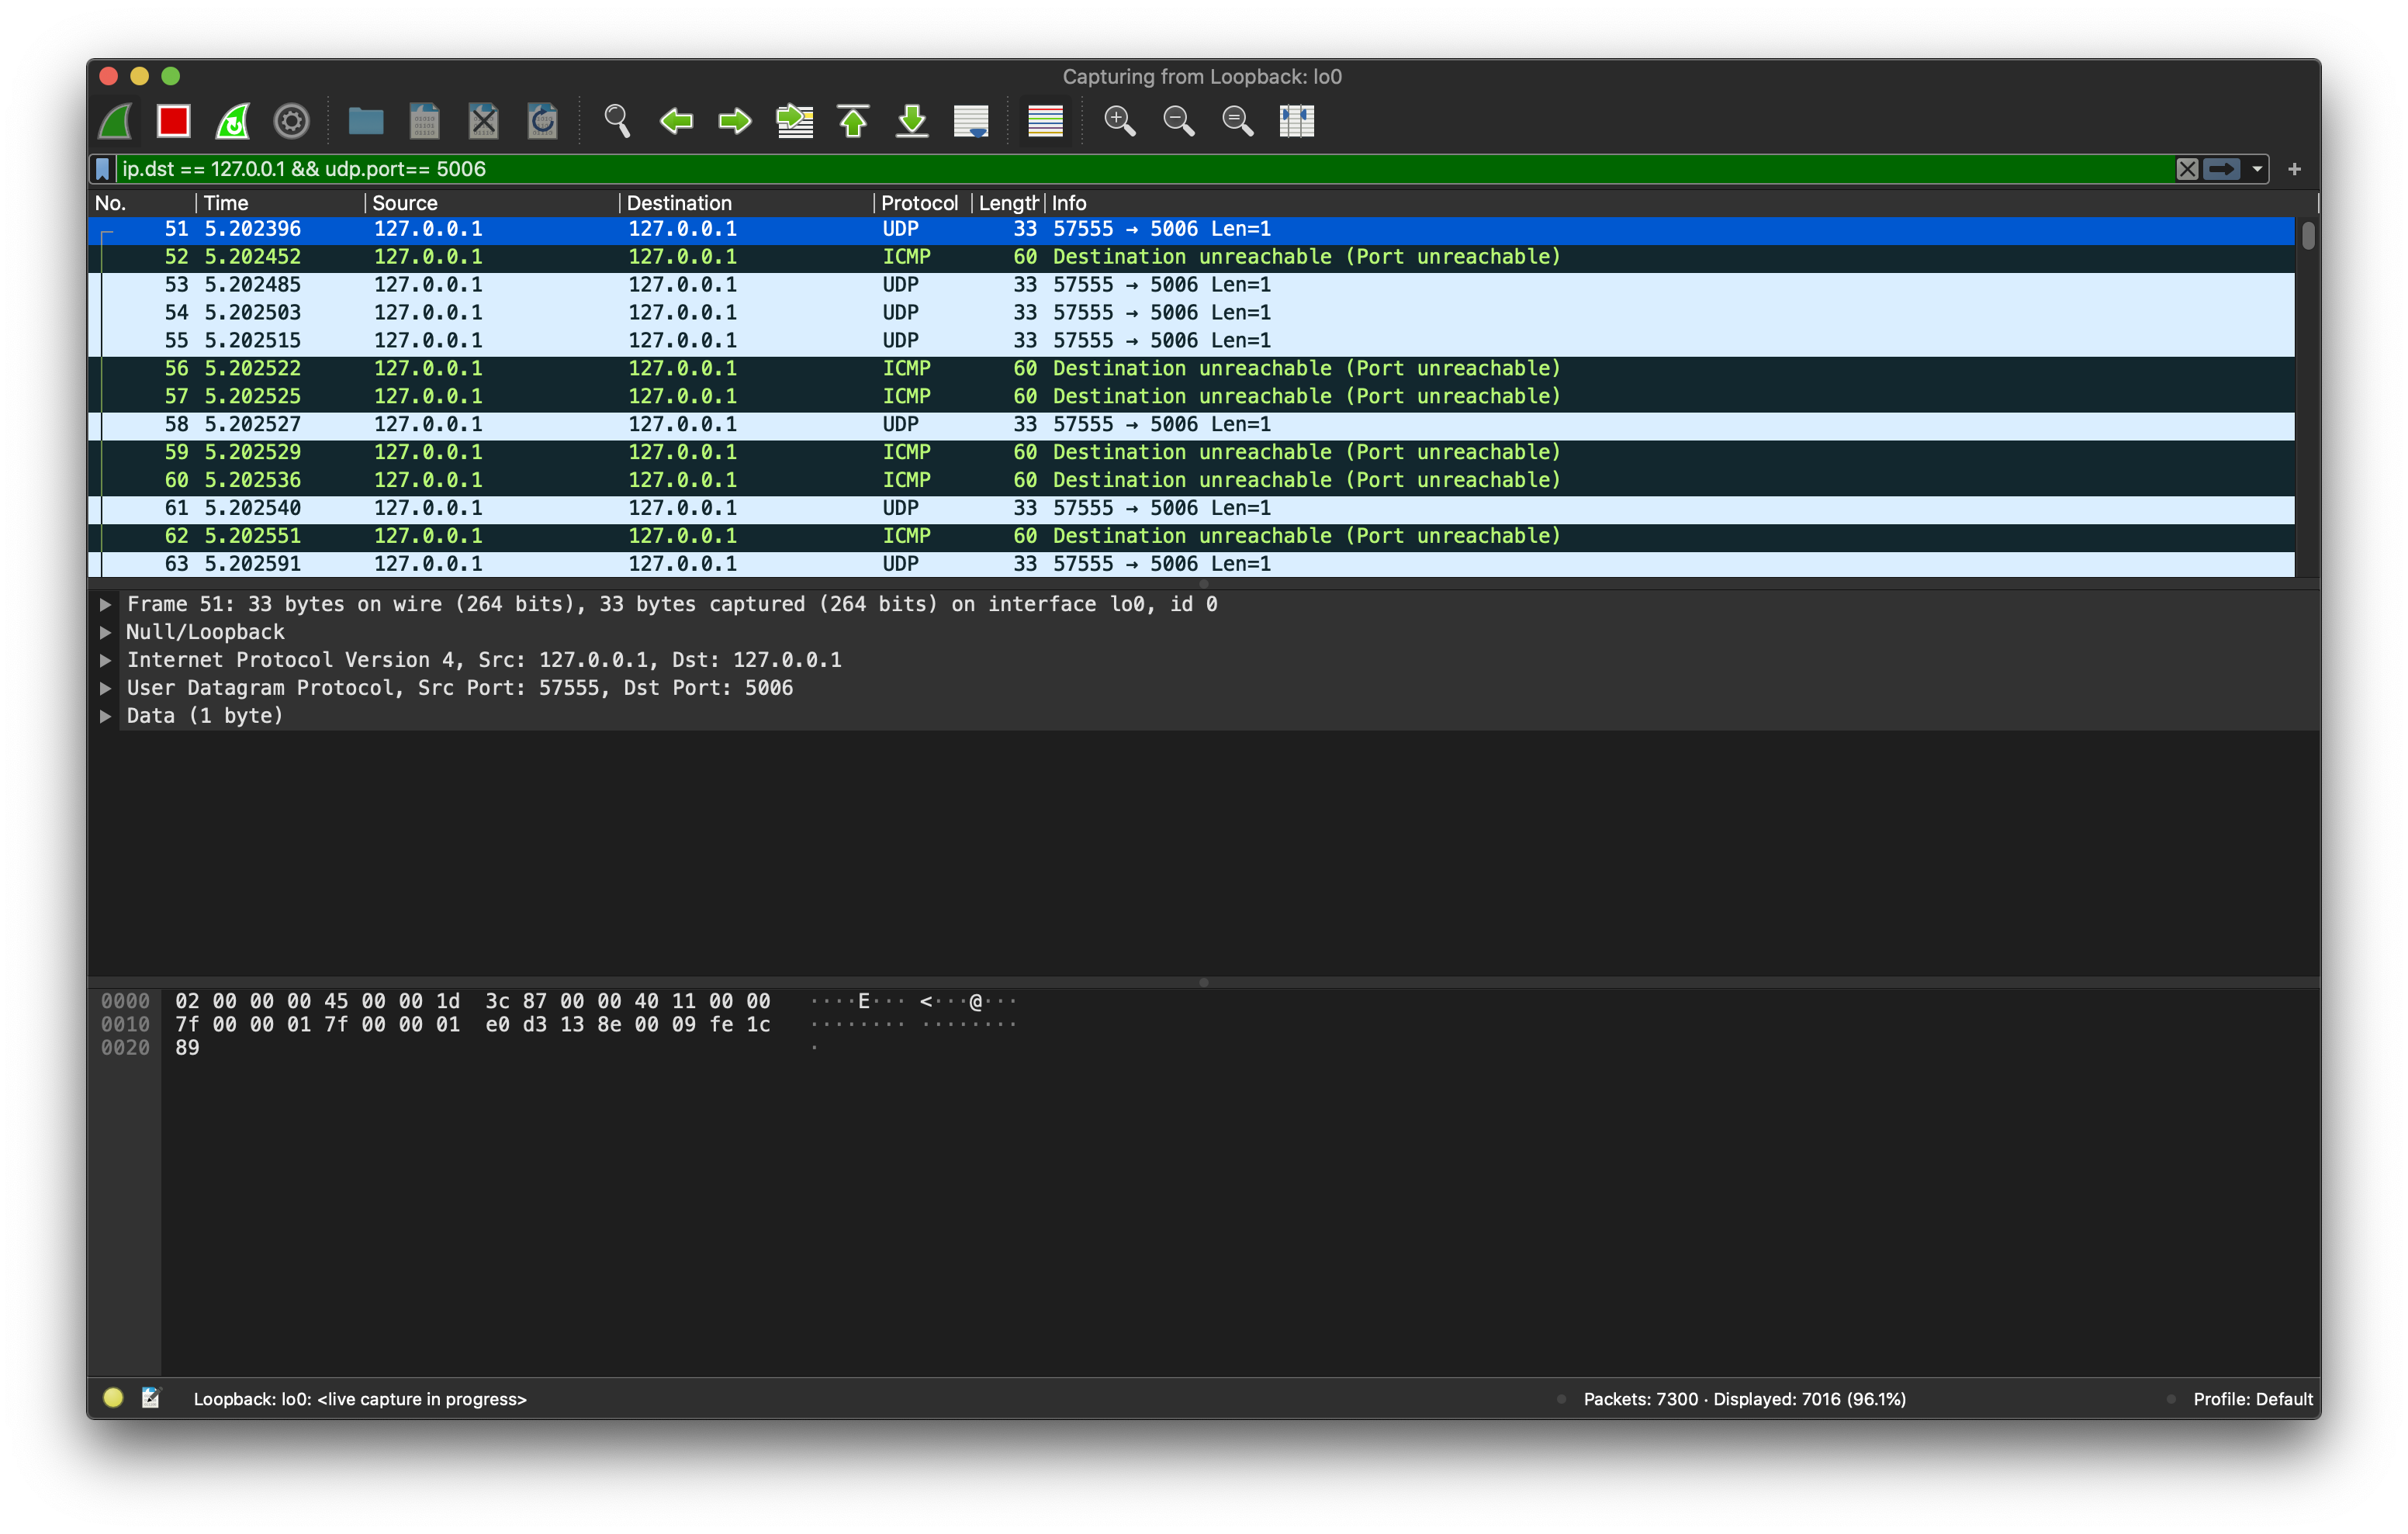 Capturing from Loopback: lo0
ip.dst == 127.0.0.1 && udp.port== 5006
No. Time Source Destination Protocol Length Info
51 5.202396 127.0.0.1 127.0.0.1 UDP 33 57555 → 5006 Len=1
52 5.202452 127.0.0.1 127.0.0.1 ICMP 60 Destination unreachable (Port unreachable)
53 5.202485 127.0.0.1 127.0.0.1 UDP 33 57555 → 5006 Len=1
54 5.202503 127.0.0.1 127.0.0.1 UDP 33 57555 → 5006 Len=1
55 5.202515 127.0.0.1 127.0.0.1 UDP 33 57555 → 5006 Len=1
56 5.202522 127.0.0.1 127.0.0.1 ICMP 60 Destination unreachable (Port unreachable)
57 5.202525 127.0.0.1 127.0.0.1 ICMP 60 Destination unreachable (Port unreachable)
58 5.202527 127.0.0.1 127.0.0.1 UDP 33 57555 → 5006 Len=1
59 5.202529 127.0.0.1 127.0.0.1 ICMP 60 Destination unreachable (Port unreachable)
60 5.202536 127.0.0.1 127.0.0.1 ICMP 60 Destination unreachable (Port unreachable)
61 5.202540 127.0.0.1 127.0.0.1 UDP 33 57555 → 5006 Len=1
62 5.202551 127.0.0.1 127.0.0.1 ICMP 60 Destination unreachable (Port unreachable)
63 5.202591 127.0.0.1 127.0.0.1 UDP 33 57555 → 5006 Len=1
Frame 51: 33 bytes on wire (264 bits), 33 bytes captured (264 bits) on interface lo0, id 0
Null/Loopback
Internet Protocol Version 4, Src: 127.0.0.1, Dst: 127.0.0.1
User Datagram Protocol, Src Port: 57555, Dst Port: 5006
Data (1 byte)
0000 02 00 00 00 45 00 00 1d 3c 87 00 00 40 11 00 00 ····E··· <···@···
0010 7f 00 00 01 7f 00 00 01 e0 d3 13 8e 00 09 fe 1c ········ ········
0020 89 ·
Loopback: lo0: <live capture in progress> Packets: 7300 · Displayed: 7016 (96.1%) Profile: Default